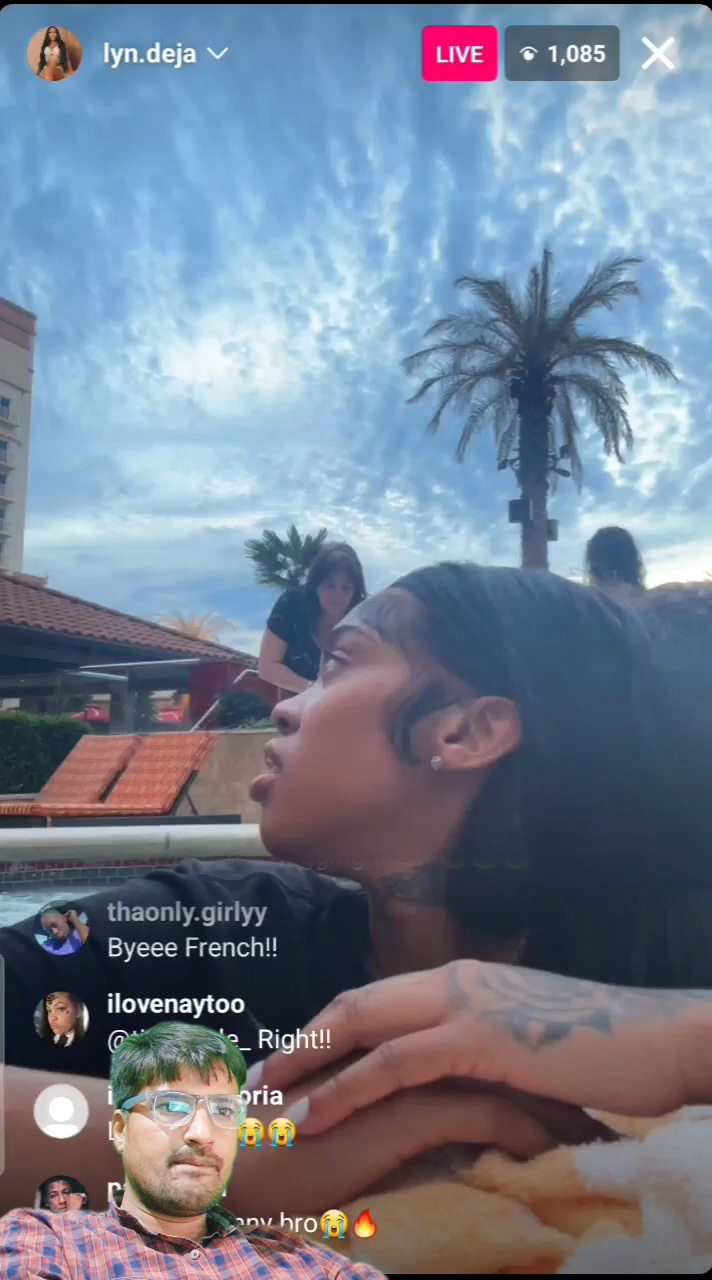 lyn.deja
LIVE
1,085
thaonly.girlyy
Byeee French!!
ilovenaytoo
Right!!
bro😭🔥